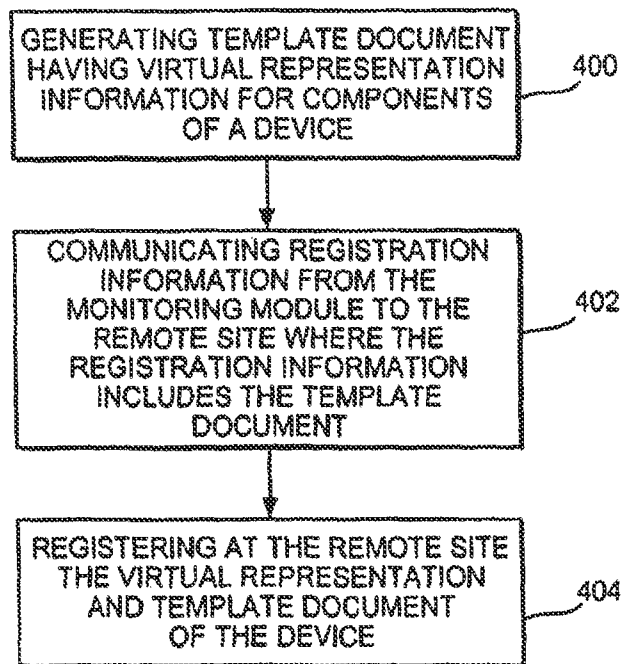 GENERATING TEMPLATE DOCUMENT
HAVING VIRTUAL REPRESENTATION
INFORMATION FOR COMPONENTS
OF A DEVICE
400
COMMUNICATING REGISTRATION
INFORMATION FROM THE
MONITORING MODULE TO THE
REMOTE SITE WHERE THE
REGISTRATION INFORMATION
INCLUDES THE TEMPLATE
DOCUMENT
402
REGISTERING AT THE REMOTE SITE
THE VIRTUAL REPRESENTATION
AND TEMPLATE DOCUMENT
OF THE DEVICE
404